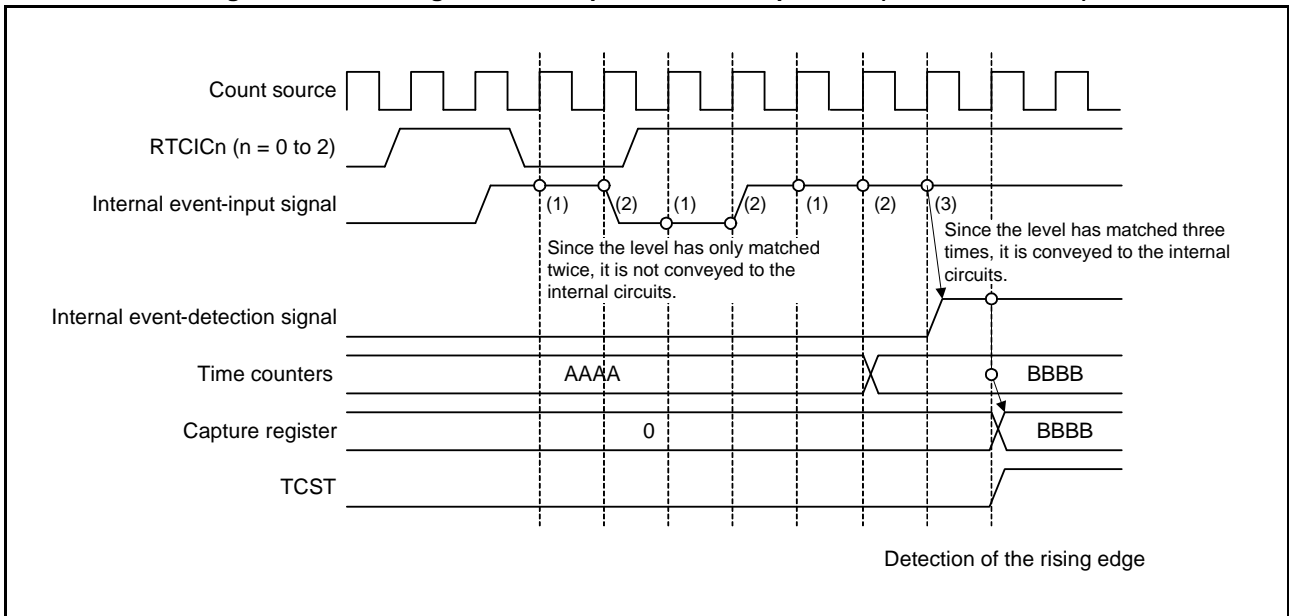 Count source
RTCICn (n = 0 to 2)
Internal event-input signal
(1) (2) (1) (2) (1) (2) (3)
Since the level has only matched
twice, it is not conveyed to the
internal circuits.
Since the level has matched three
times, it is conveyed to the internal
circuits.
Internal event-detection signal
Time counters
AAAA
BBBB
Capture register
0
BBBB
TCST
Detection of the rising edge